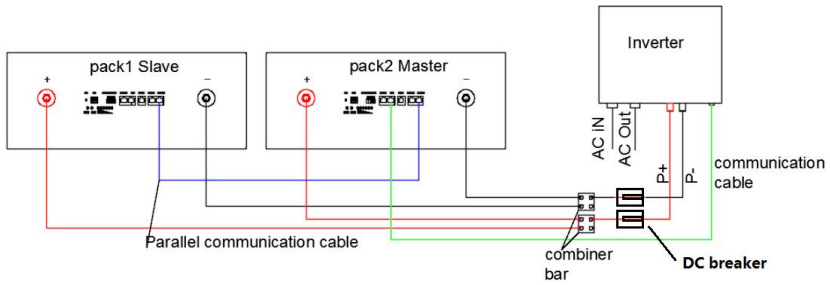 Inverter
pack1 Slave
pack2 Master
+
−
+
−
AC iN
AC Out
P+
P-
communication
cable
Parallel communication cable
combiner
bar
DC breaker